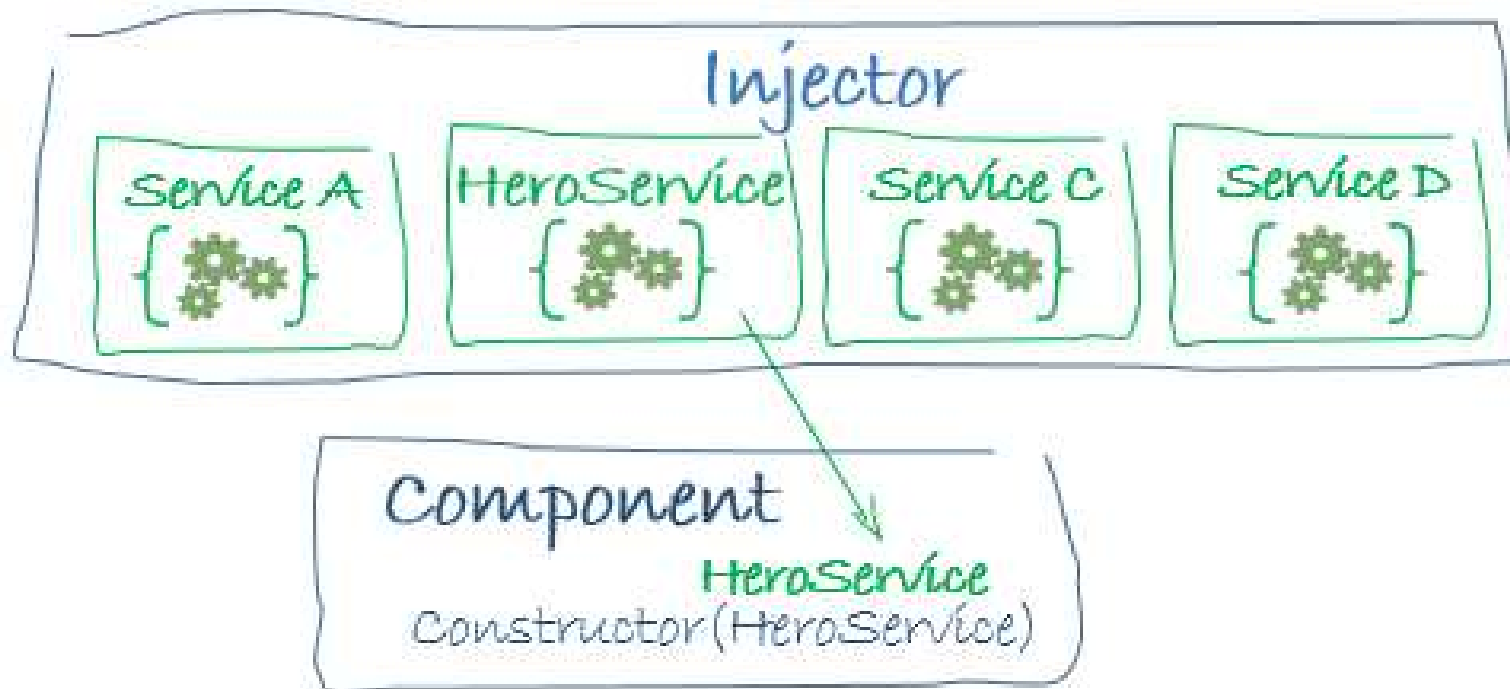 Injector
Service A
HeroService
Service C
Service D
Component
HeroService
Constructor(HeroService)